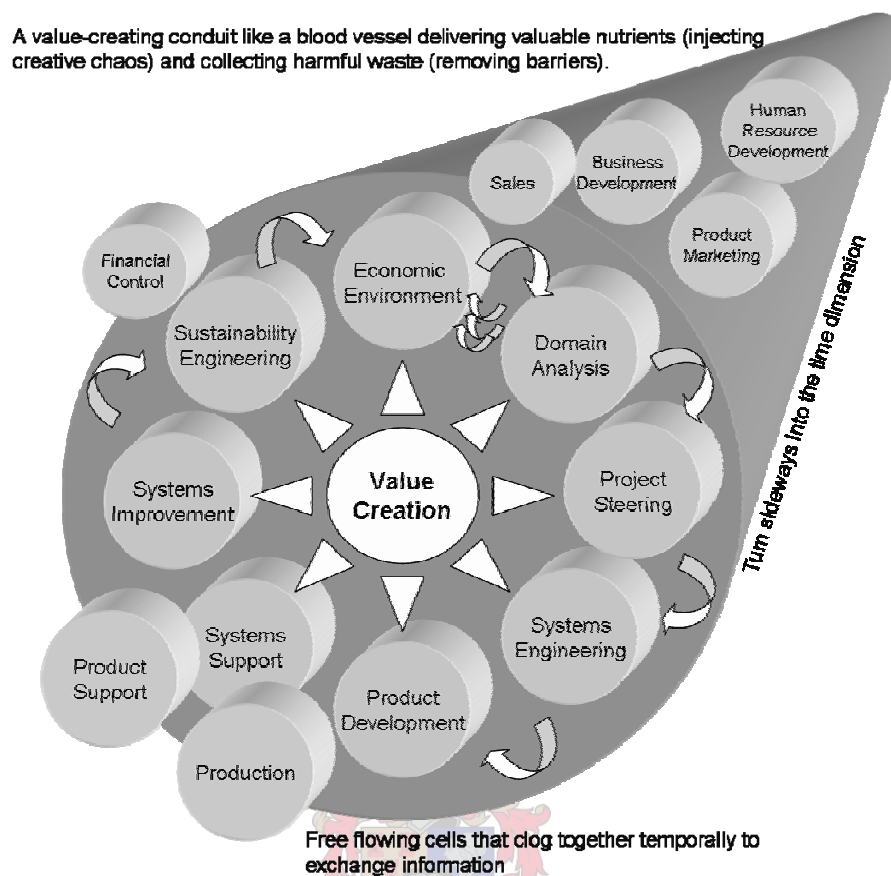 A value-creating conduit like a blood vessel delivering valuable nutrients (injecting
creative chaos) and collecting harmful waste (removing barriers).
Human
Resource
Development
Business
Development
Sales
Product
Marketing
Financial
Control
Economic
Environment
Sustainability
Engineering
Domain
Analysis
Turn sideways into the time dimension
Project
Steering
Value
Creation
Systems
Improvement
Systems
Engineering
Systems
Support
Product
Support
Product
Development
Production
Free flowing cells that clog together temporally to
exchange information